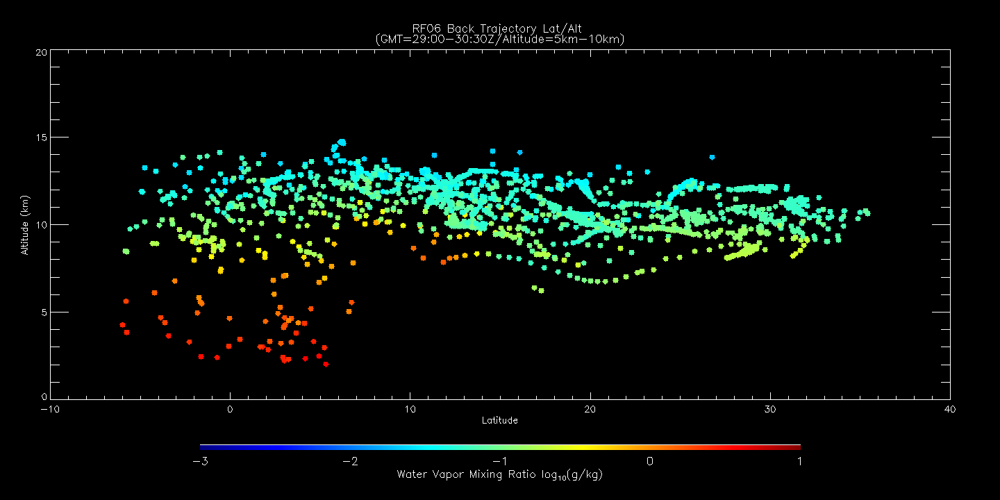 RF06 Back Trajectory Lat/Alt
(GMT=29:00-30:30Z/Altitude=5km-10km)
20
15
10
5
0
Altitude (km)
-10 0 10 20 30 40
Latitude
-3 -2 -1 0 1
Water Vapor Mixing Ratio log10(g/kg)